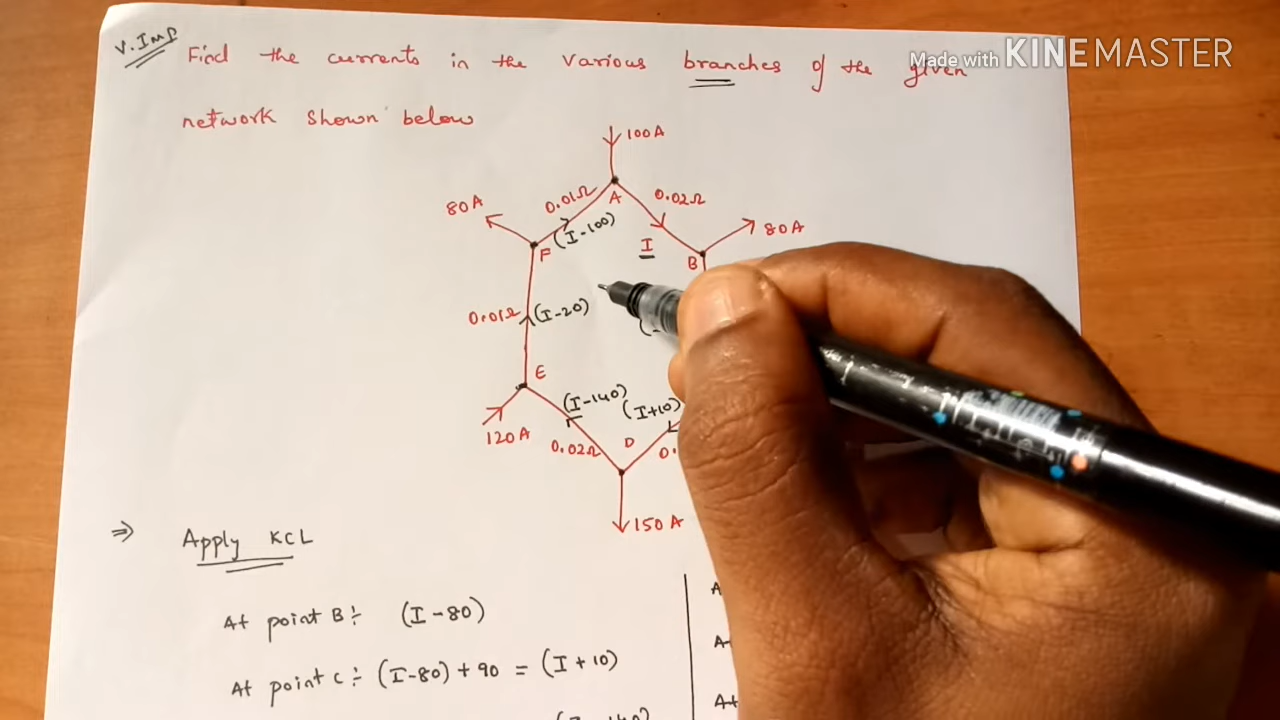 V. Imp
Find the currents in the various branches of the given
Made with KINEMASTER
network shown below
100A
80A
0.01Ω
A
0.02Ω
F
(I-100)
I
B
80A
0.01Ω
(I-20)
E
120A
(I-140)
(I+10)
0.02Ω
D
150A
⇒ Apply KCL
At point B:- (I-80)
At point C:- (I-80)+90 = (I+10)